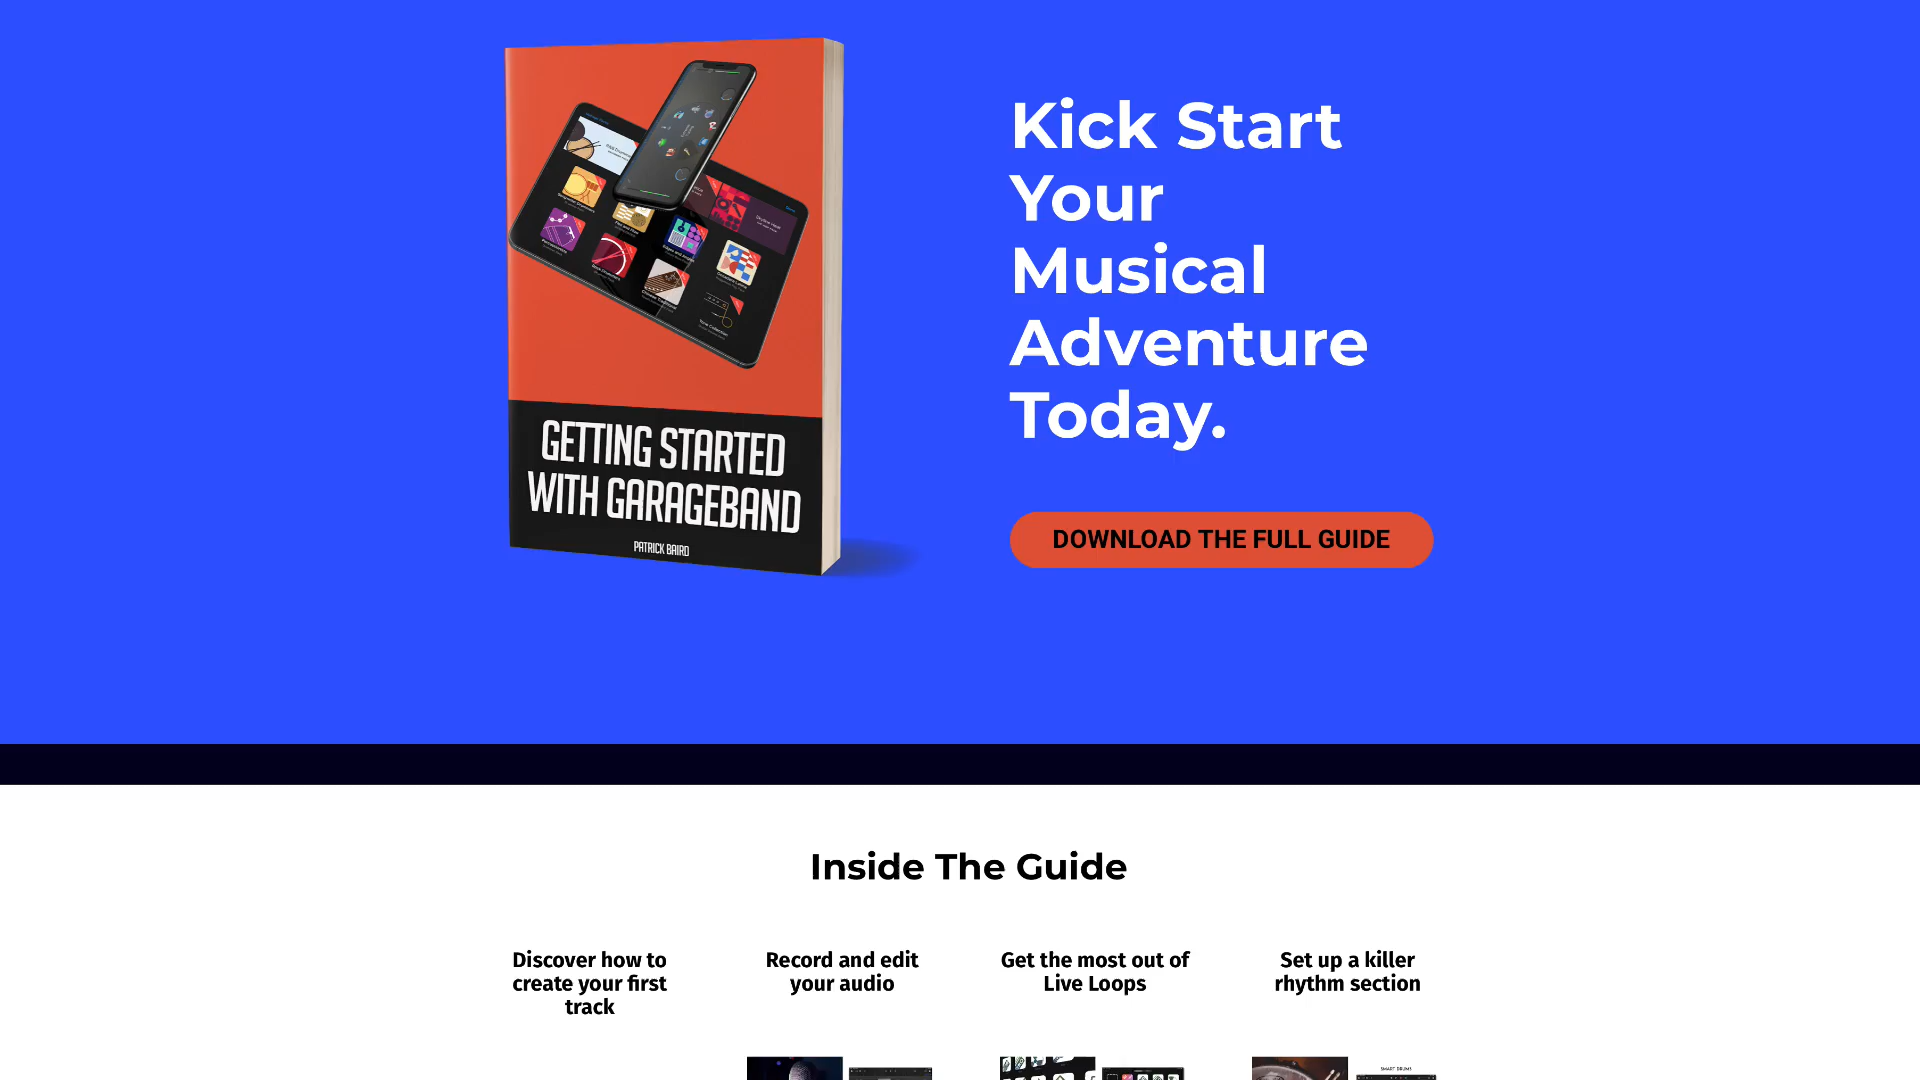 Kick Start
Your
Musical
Adventure
Today.
DOWNLOAD THE FULL GUIDE
GETTING STARTED
WITH GARAGEBAND
PATRICK BAIRD
Inside The Guide
Discover how to
create your first
track
Record and edit
your audio
Get the most out of
Live Loops
Set up a killer
rhythm section
SMART DRUMS